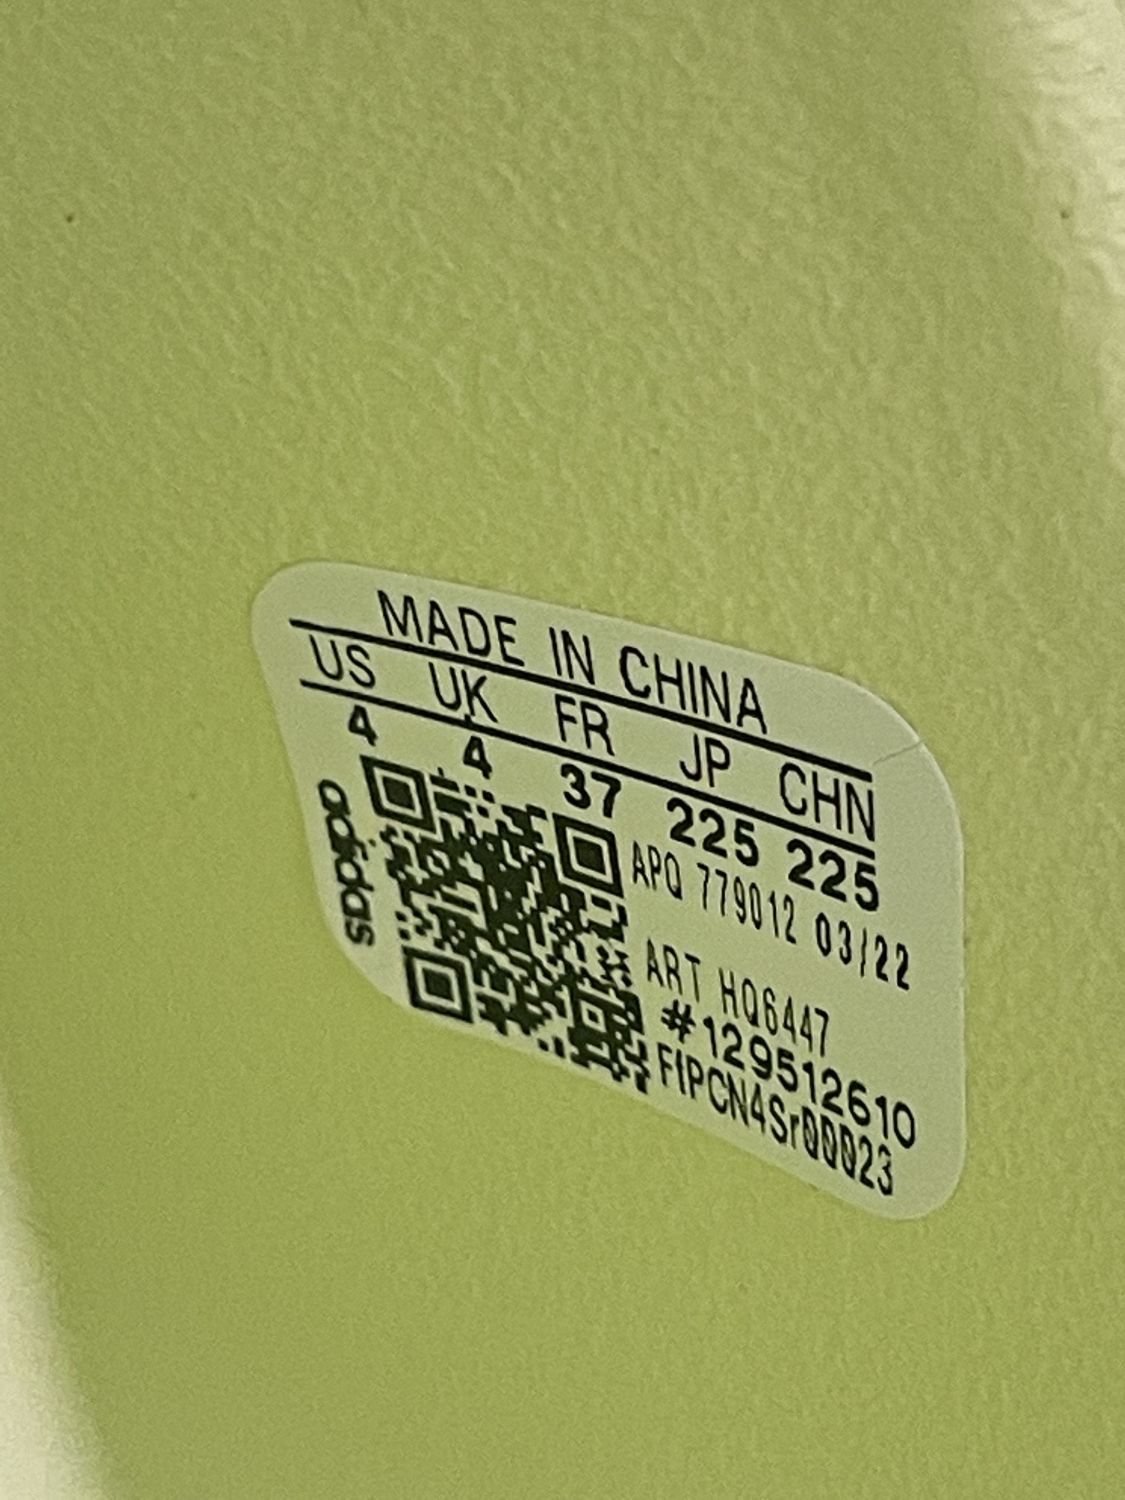 MADE IN CHINA
US UK FR JP CHN
4 4 37 225 225
adidas
APQ 779012 03/22
ART HQ6447
#129512610
FIPCN4Sr00023